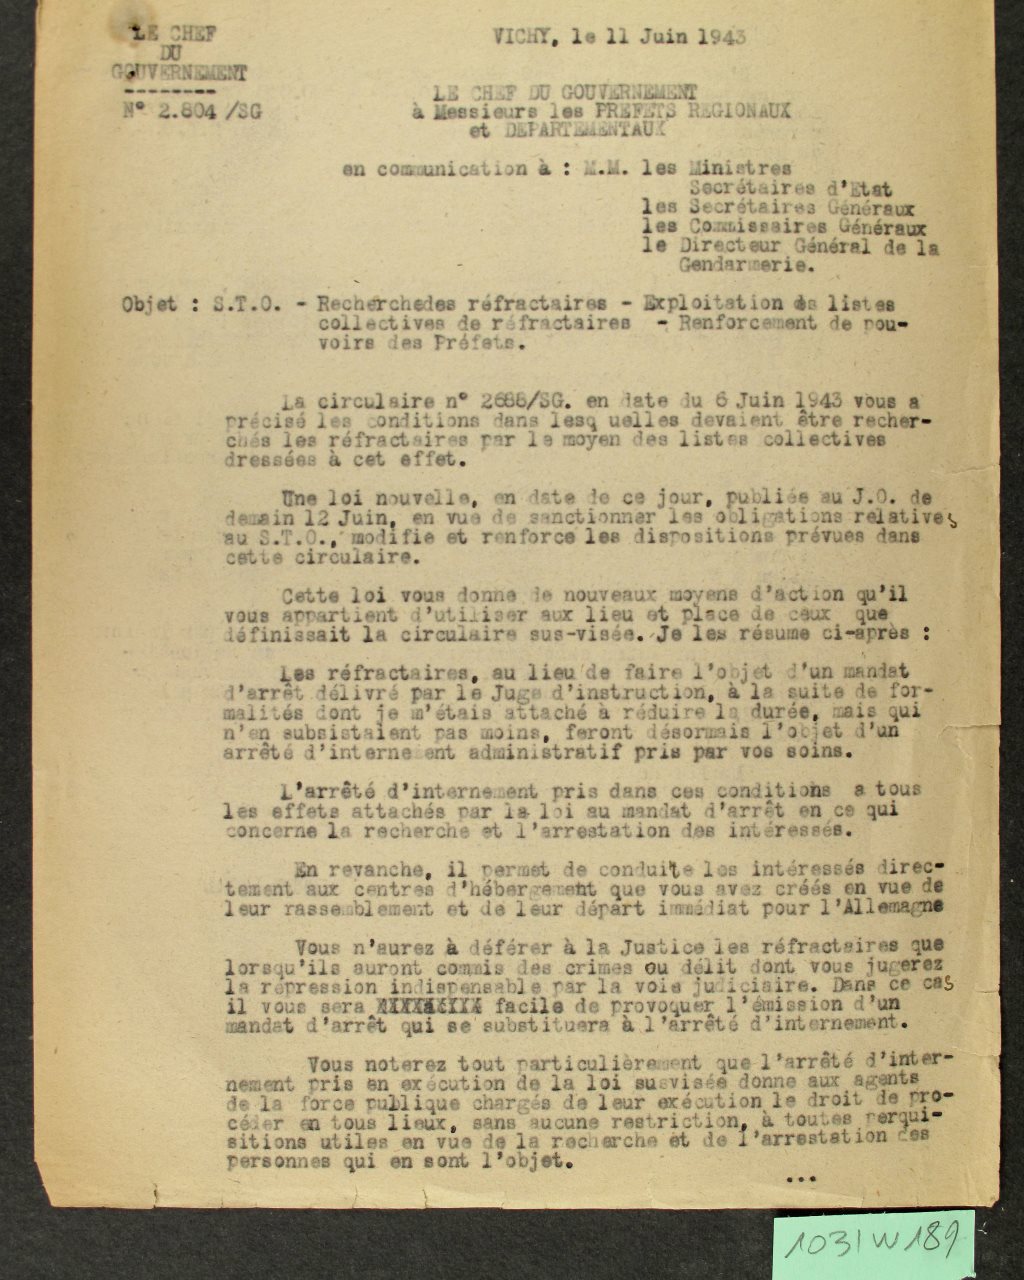 LE CHEF
DU
GOUVERNEMENT
--------
N° 2.804 /SG
VICHY, le 11 Juin 1943
LE CHEF DU GOUVERNEMENT
à Messieurs les PREFETS REGIONAUX
et DEPARTEMENTAUX
en communication à : M.M. les Ministres
Secrétaires d'Etat
les Secrétaires Généraux
les Commissaires Généraux
le Directeur Général de la
Gendarmerie.
Objet : S.T.O. - Recherchedes réfractaires - Exploitation des listes
collectives de réfractaires - Renforcement de pou-
voirs des Préfets.
La circulaire n° 2688/SG. en date du 6 Juin 1943 vous a
précisé les conditions dans lesq uelles devaient être recher-
chés les réfractaires par le moyen des listes collectives
dressées à cet effet.
Une loi nouvelle, en date de ce jour, publiée au J.O. de
demain 12 Juin, en vue de sanctionner les obligations relatives
au S.T.O., modifie et renforce les dispositions prévues dans
cette circulaire.
Cette loi vous donne de nouveaux moyens d'action qu'il
vous appartient d'utiliser aux lieu et place de ceux que
définissait la circulaire sus-visée. Je les résume ci-après :
Les réfractaires, au lieu de faire l'objet d'un mandat
d'arrêt délivré par le Juge d'instruction, à la suite de for-
malités dont je m'étais attaché à réduire la durée, mais qui
n'en subsistaient pas moins, feront désormais l'objet d'un
arrêté d'internement administratif pris par vos soins.
L'arrêté d'internement pris dans ces conditions a tous
les effets attachés par la loi au mandat d'arrêt en ce qui
concerne la recherche et l'arrestation des intéressés.
En revanche, il permet de conduite les intéressés direc-
tement aux centres d'hébergement que vous avez créés en vue de
leur rassemblement et de leur départ immédiat pour l'Allemagne
Vous n'aurez à déférer à la Justice les réfractaires que
lorsqu'ils auront commis des crimes ou délit dont vous jugerez
la répression indispensable par la voie judiciaire. Dans ce cas
il vous sera facile de provoquer l'émission d'un
mandat d'arrêt qui se substituera à l'arrêté d'internement.
Vous noterez tout particulièrement que l'arrêté d'inter-
nement pris en exécution de la loi susvisée donne aux agents
de la force publique chargés de leur exécution le droit de pro-
céder en tous lieux, sans aucune restriction, à toutes perqui-
sitions utiles en vue de la recherche et de l'arrestation des
personnes qui en sont l'objet.
...
1031W189